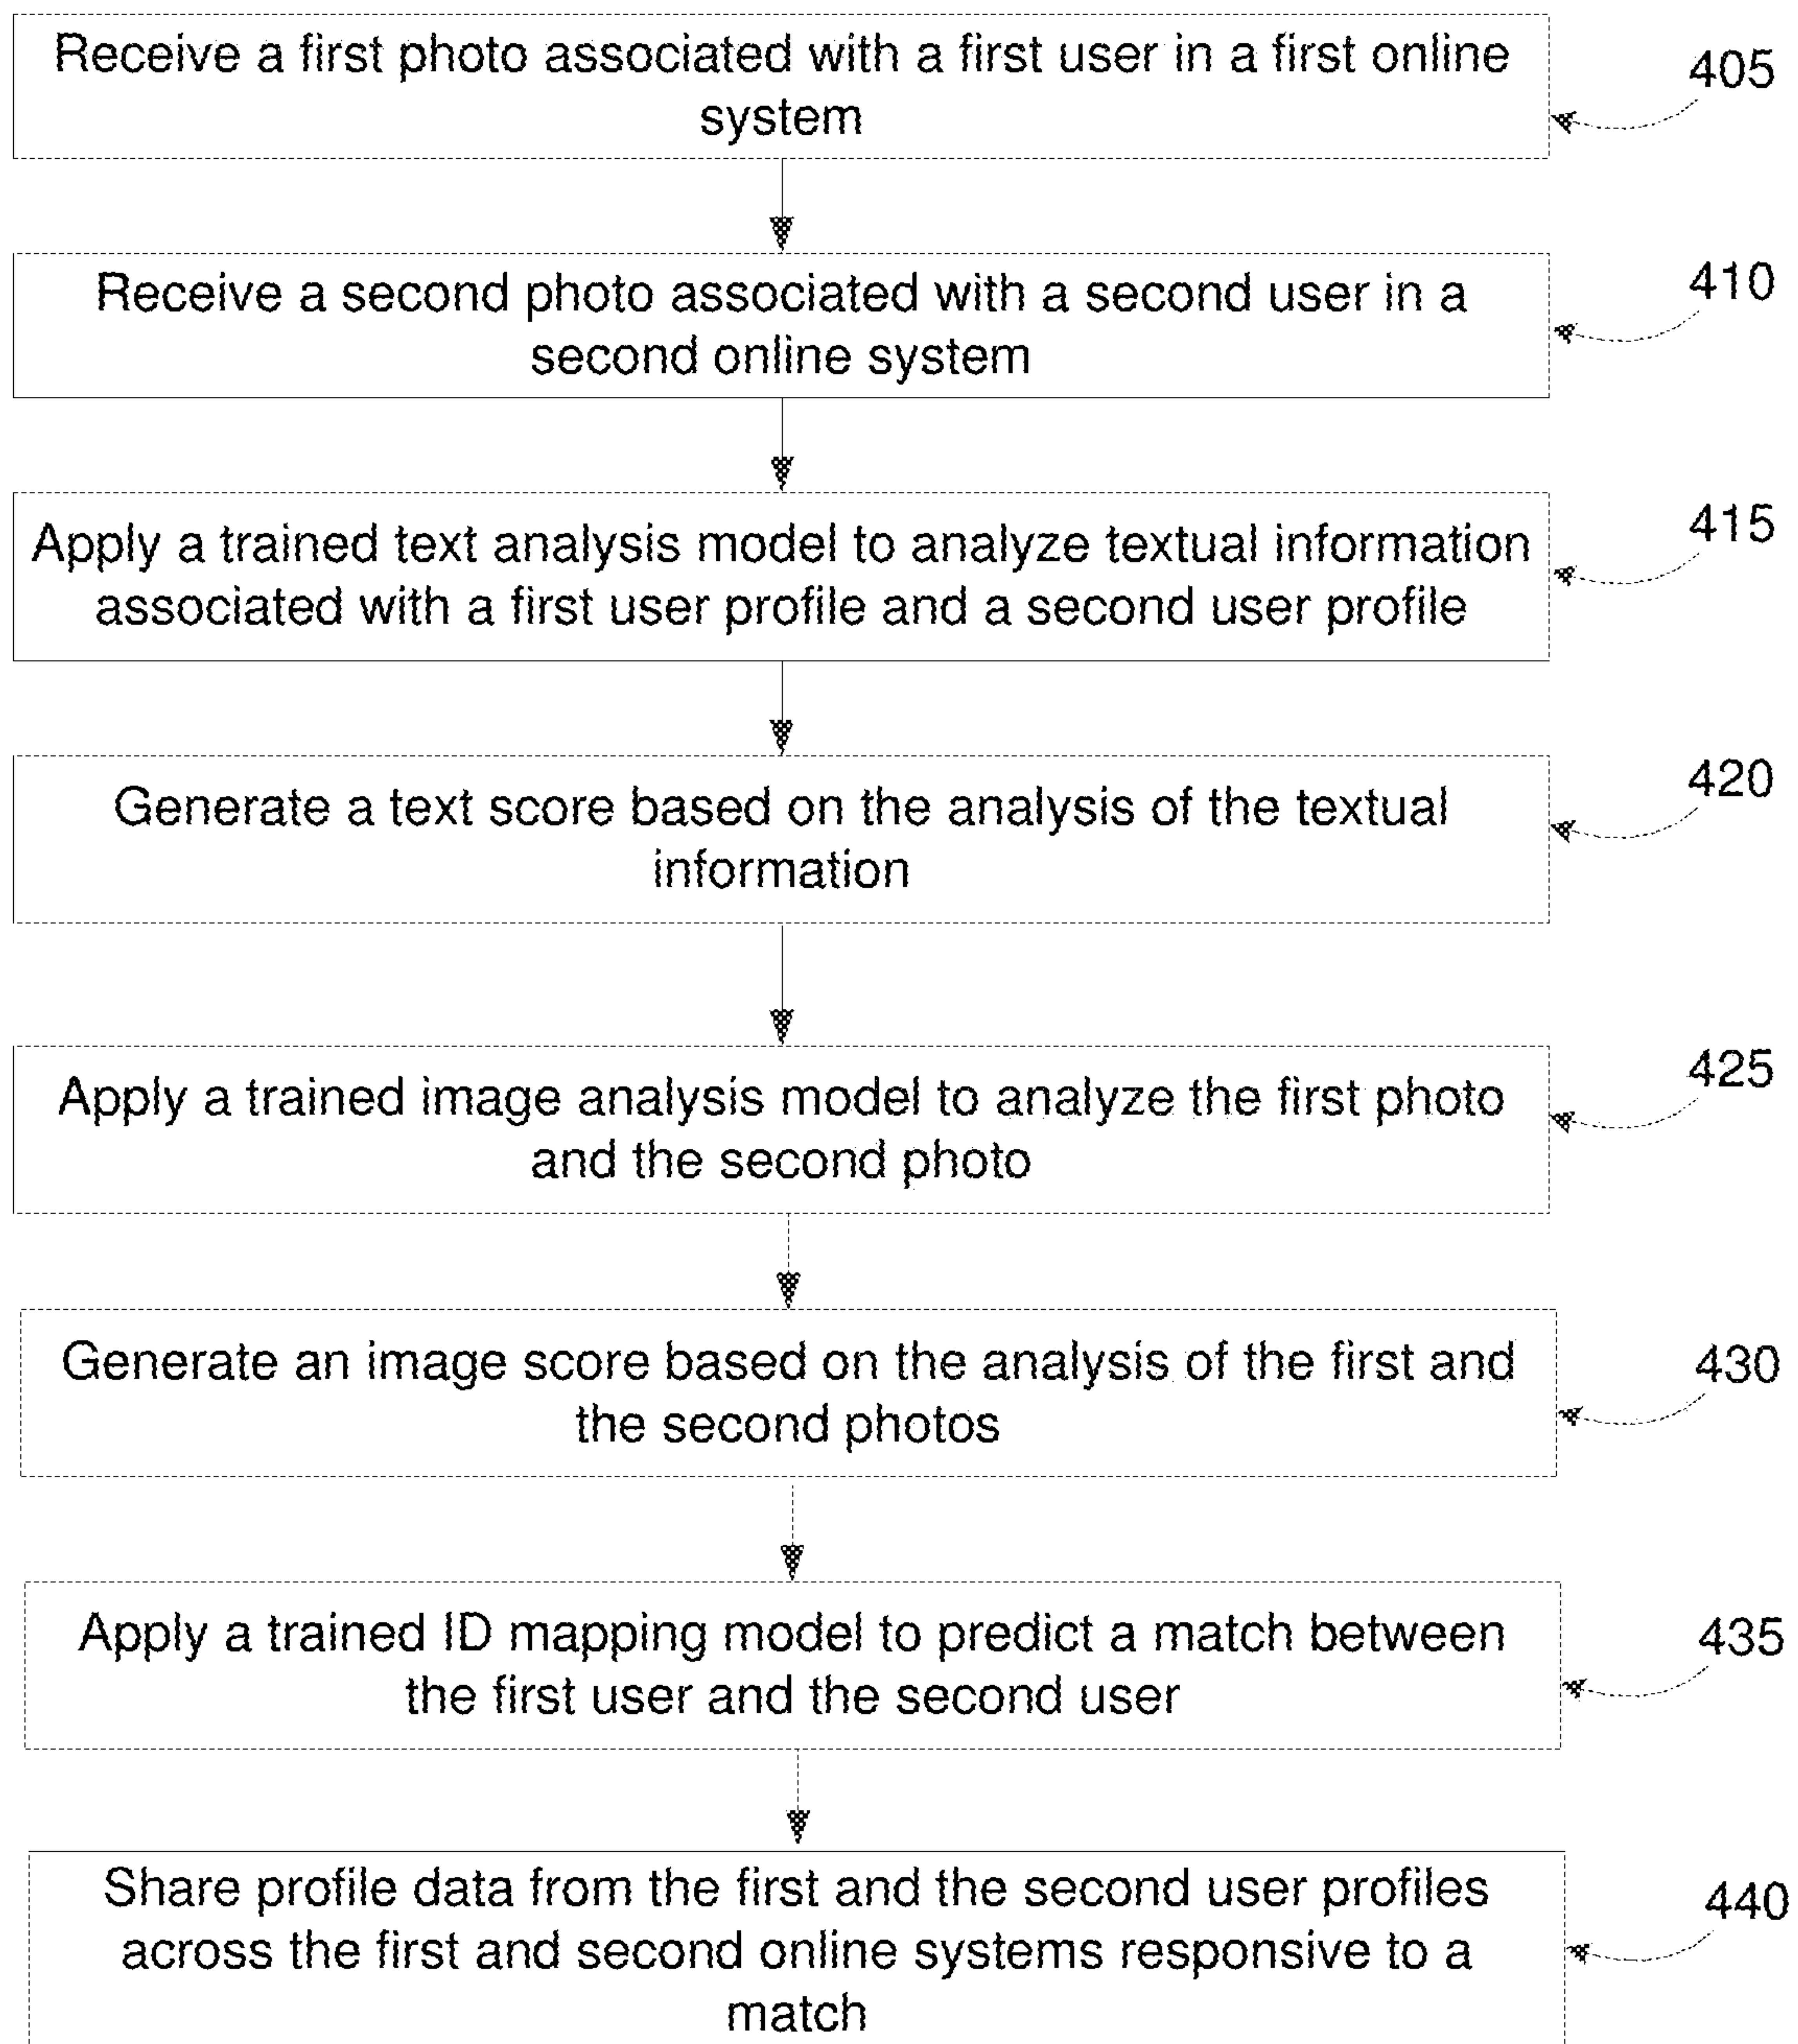 Receive a first photo associated with a first user in a first online
system
405
Receive a second photo associated with a second user in a
second online system
410
Apply a trained text analysis model to analyze textual information
associated with a first user profile and a second user profile
415
Generate a text score based on the analysis of the textual
information
420
Apply a trained image analysis model to analyze the first photo
and the second photo
425
Generate an image score based on the analysis of the first and
the second photos
430
Apply a trained ID mapping model to predict a match between
the first user and the second user
435
Share profile data from the first and the second user profiles
across the first and second online systems responsive to a
match
440